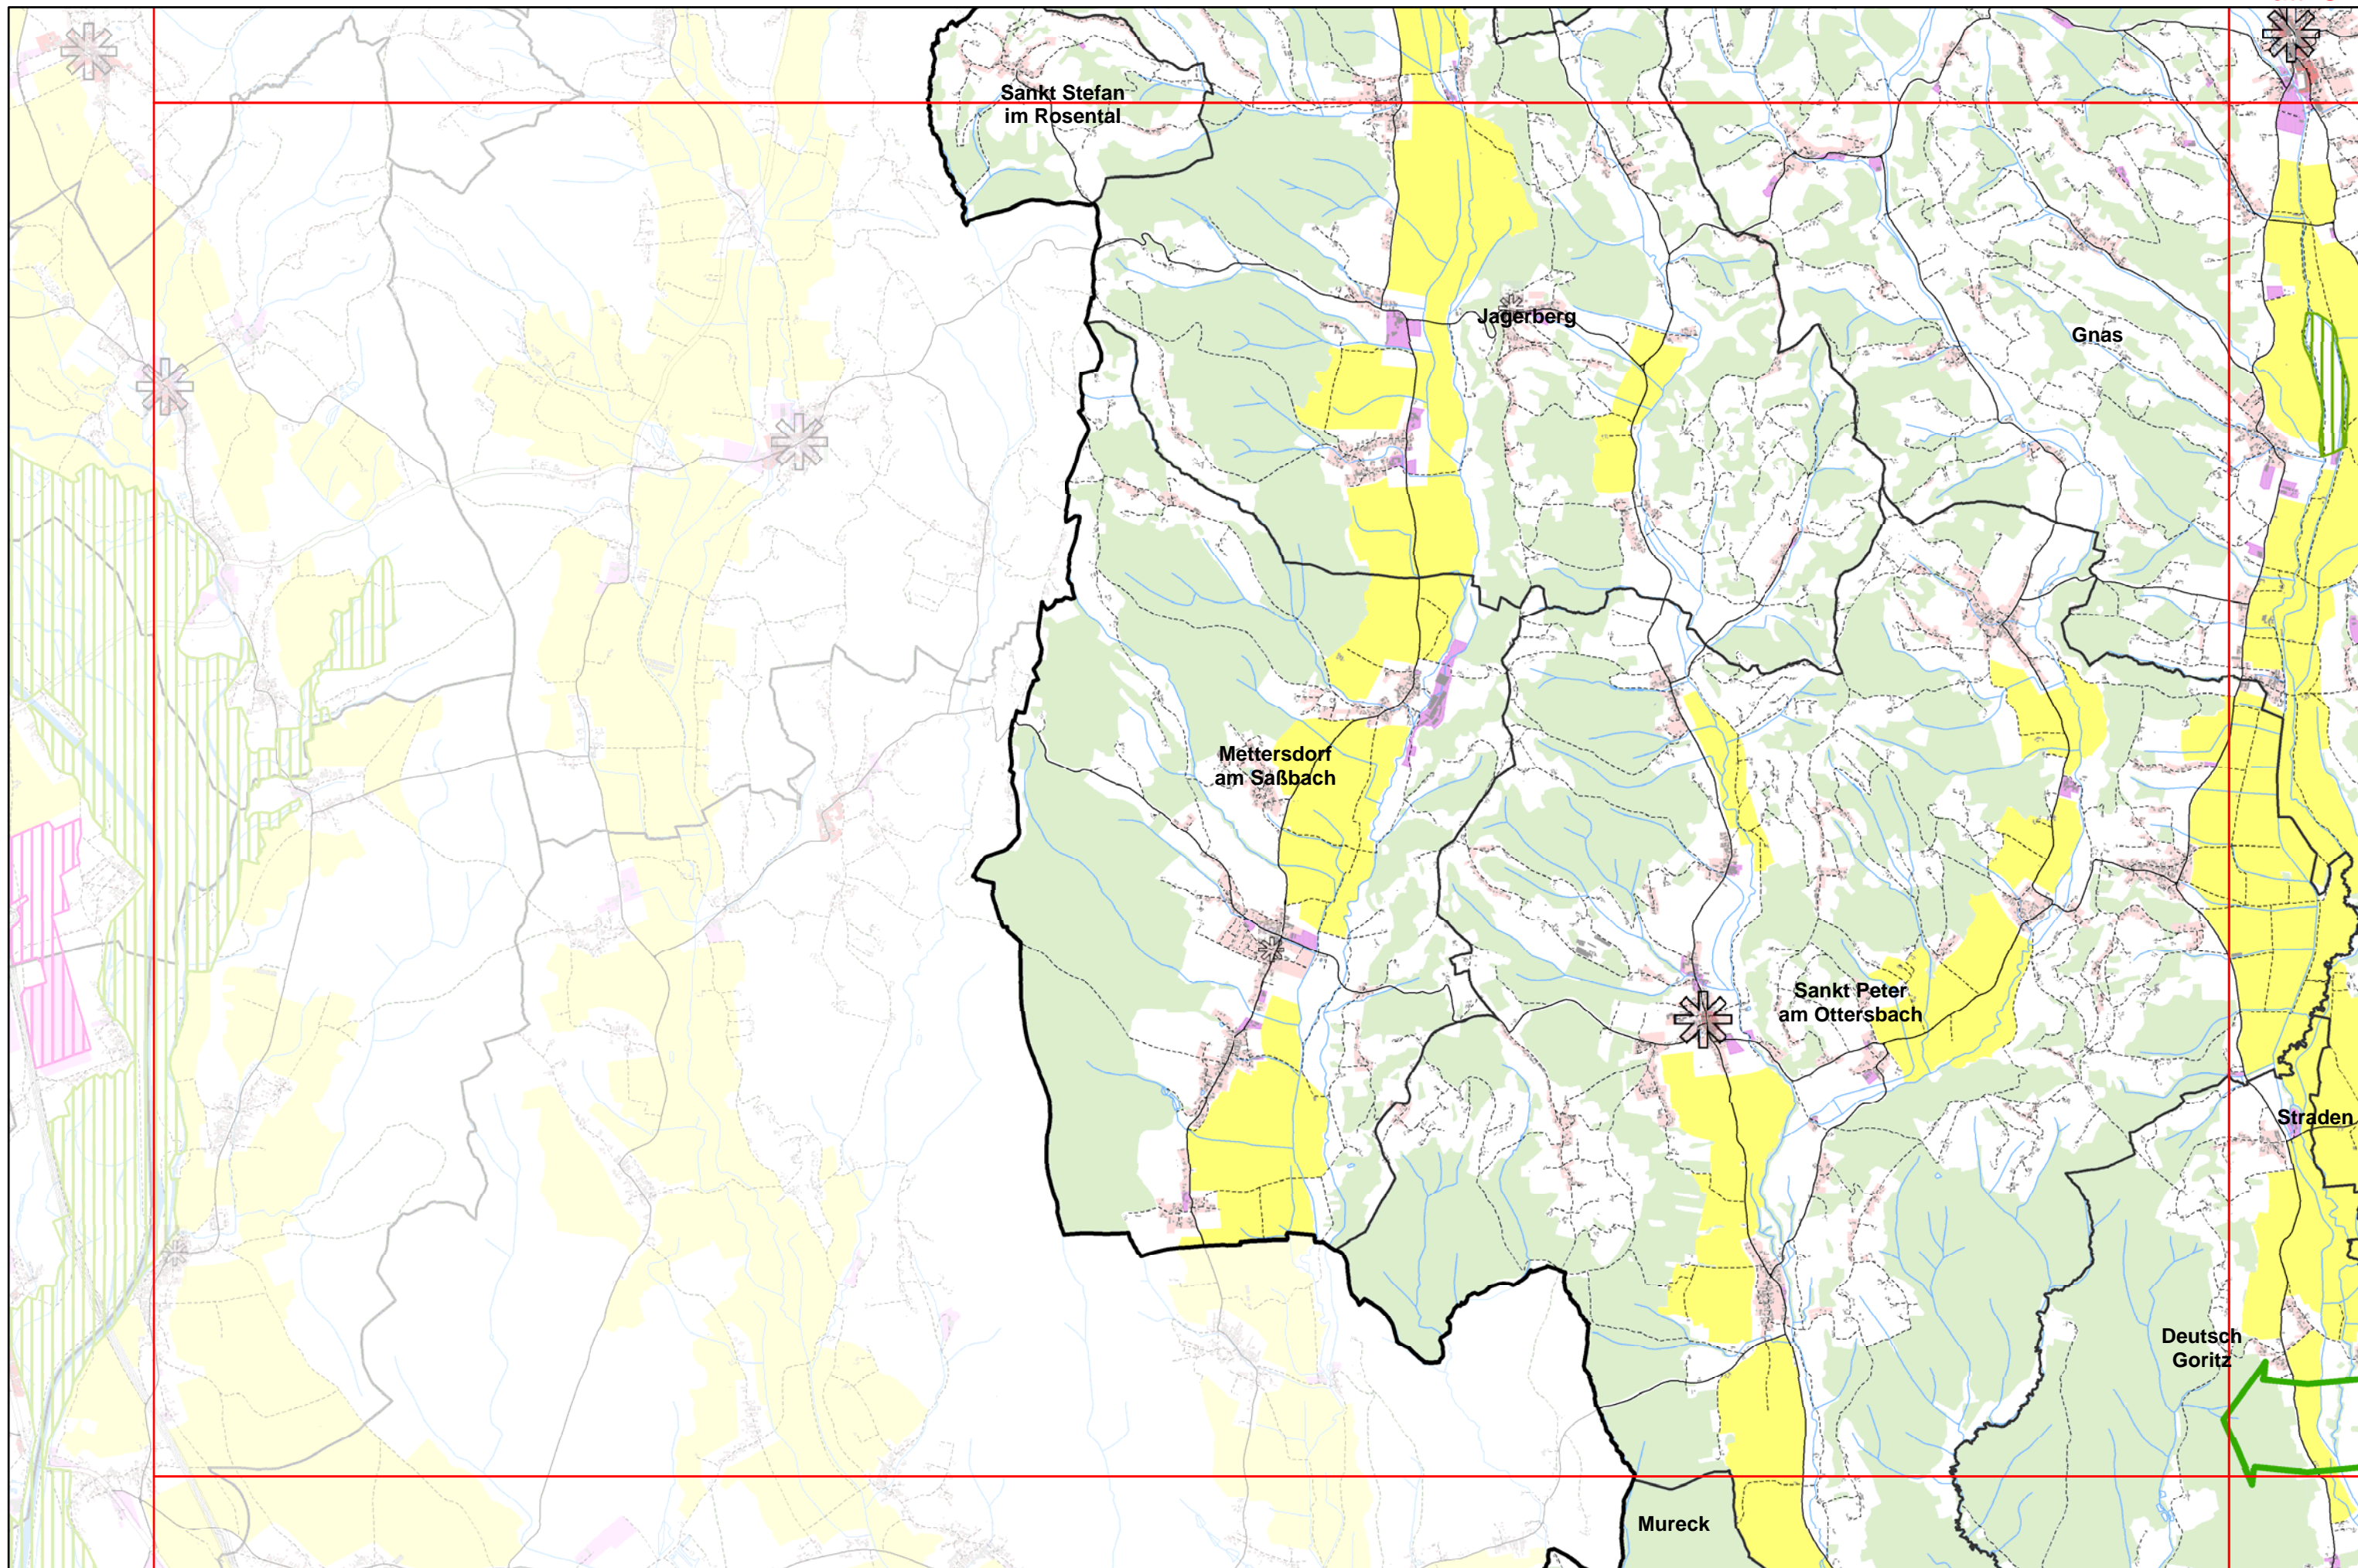 Sankt Stefan
im Rosental
Jagerberg
Gnas
Mettersdorf
am Saßbach
Sankt Peter
am Ottersbach
Straden
Deutsch
Goritz
Mureck